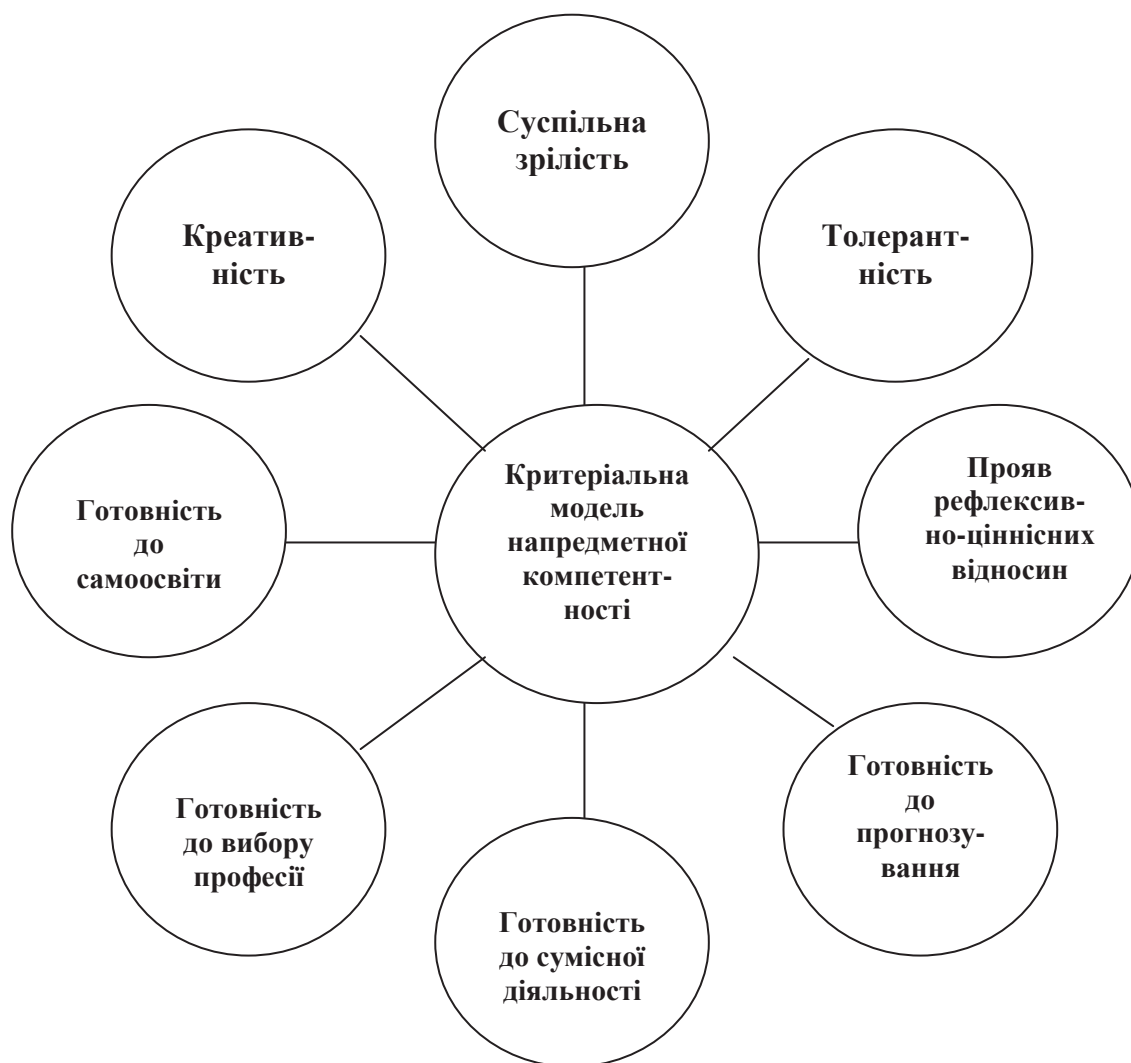 Суспільна
зрілість
Креатив-
ність
Толерант-
ність
Критеріальна
модель
напредметної
компетент-
ності
Прояв
рефлексив-
но-ціннісних
відносин
Готовність
до
самоосвіти
Готовність
до вибору
професії
Готовність
до
прогнозу-
вання
Готовність
до сумісної
діяльності